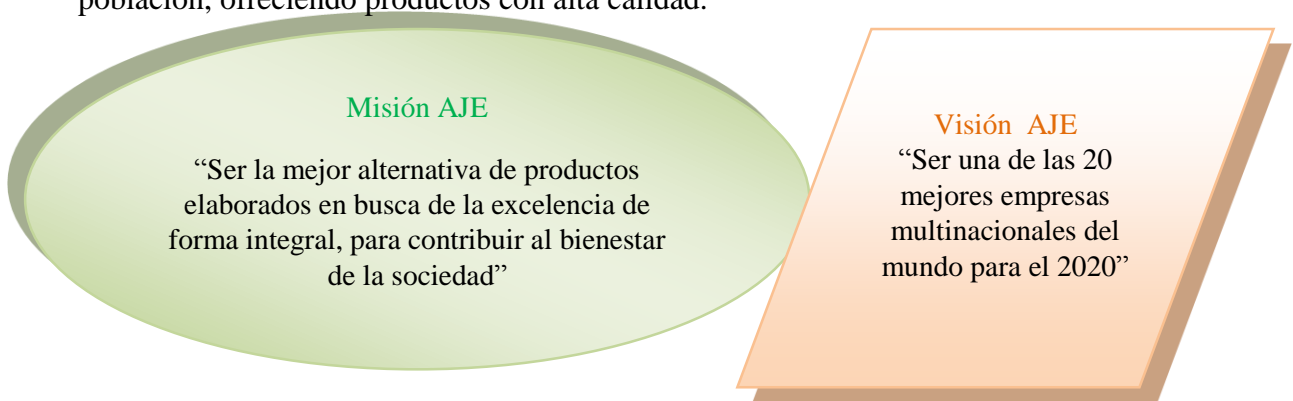 población, ofreciendo productos con alta calidad.
Misión AJE
“Ser la mejor alternativa de productos
elaborados en busca de la excelencia de
forma integral, para contribuir al bienestar
de la sociedad”
Visión AJE
“Ser una de las 20
mejores empresas
multinacionales del
mundo para el 2020”